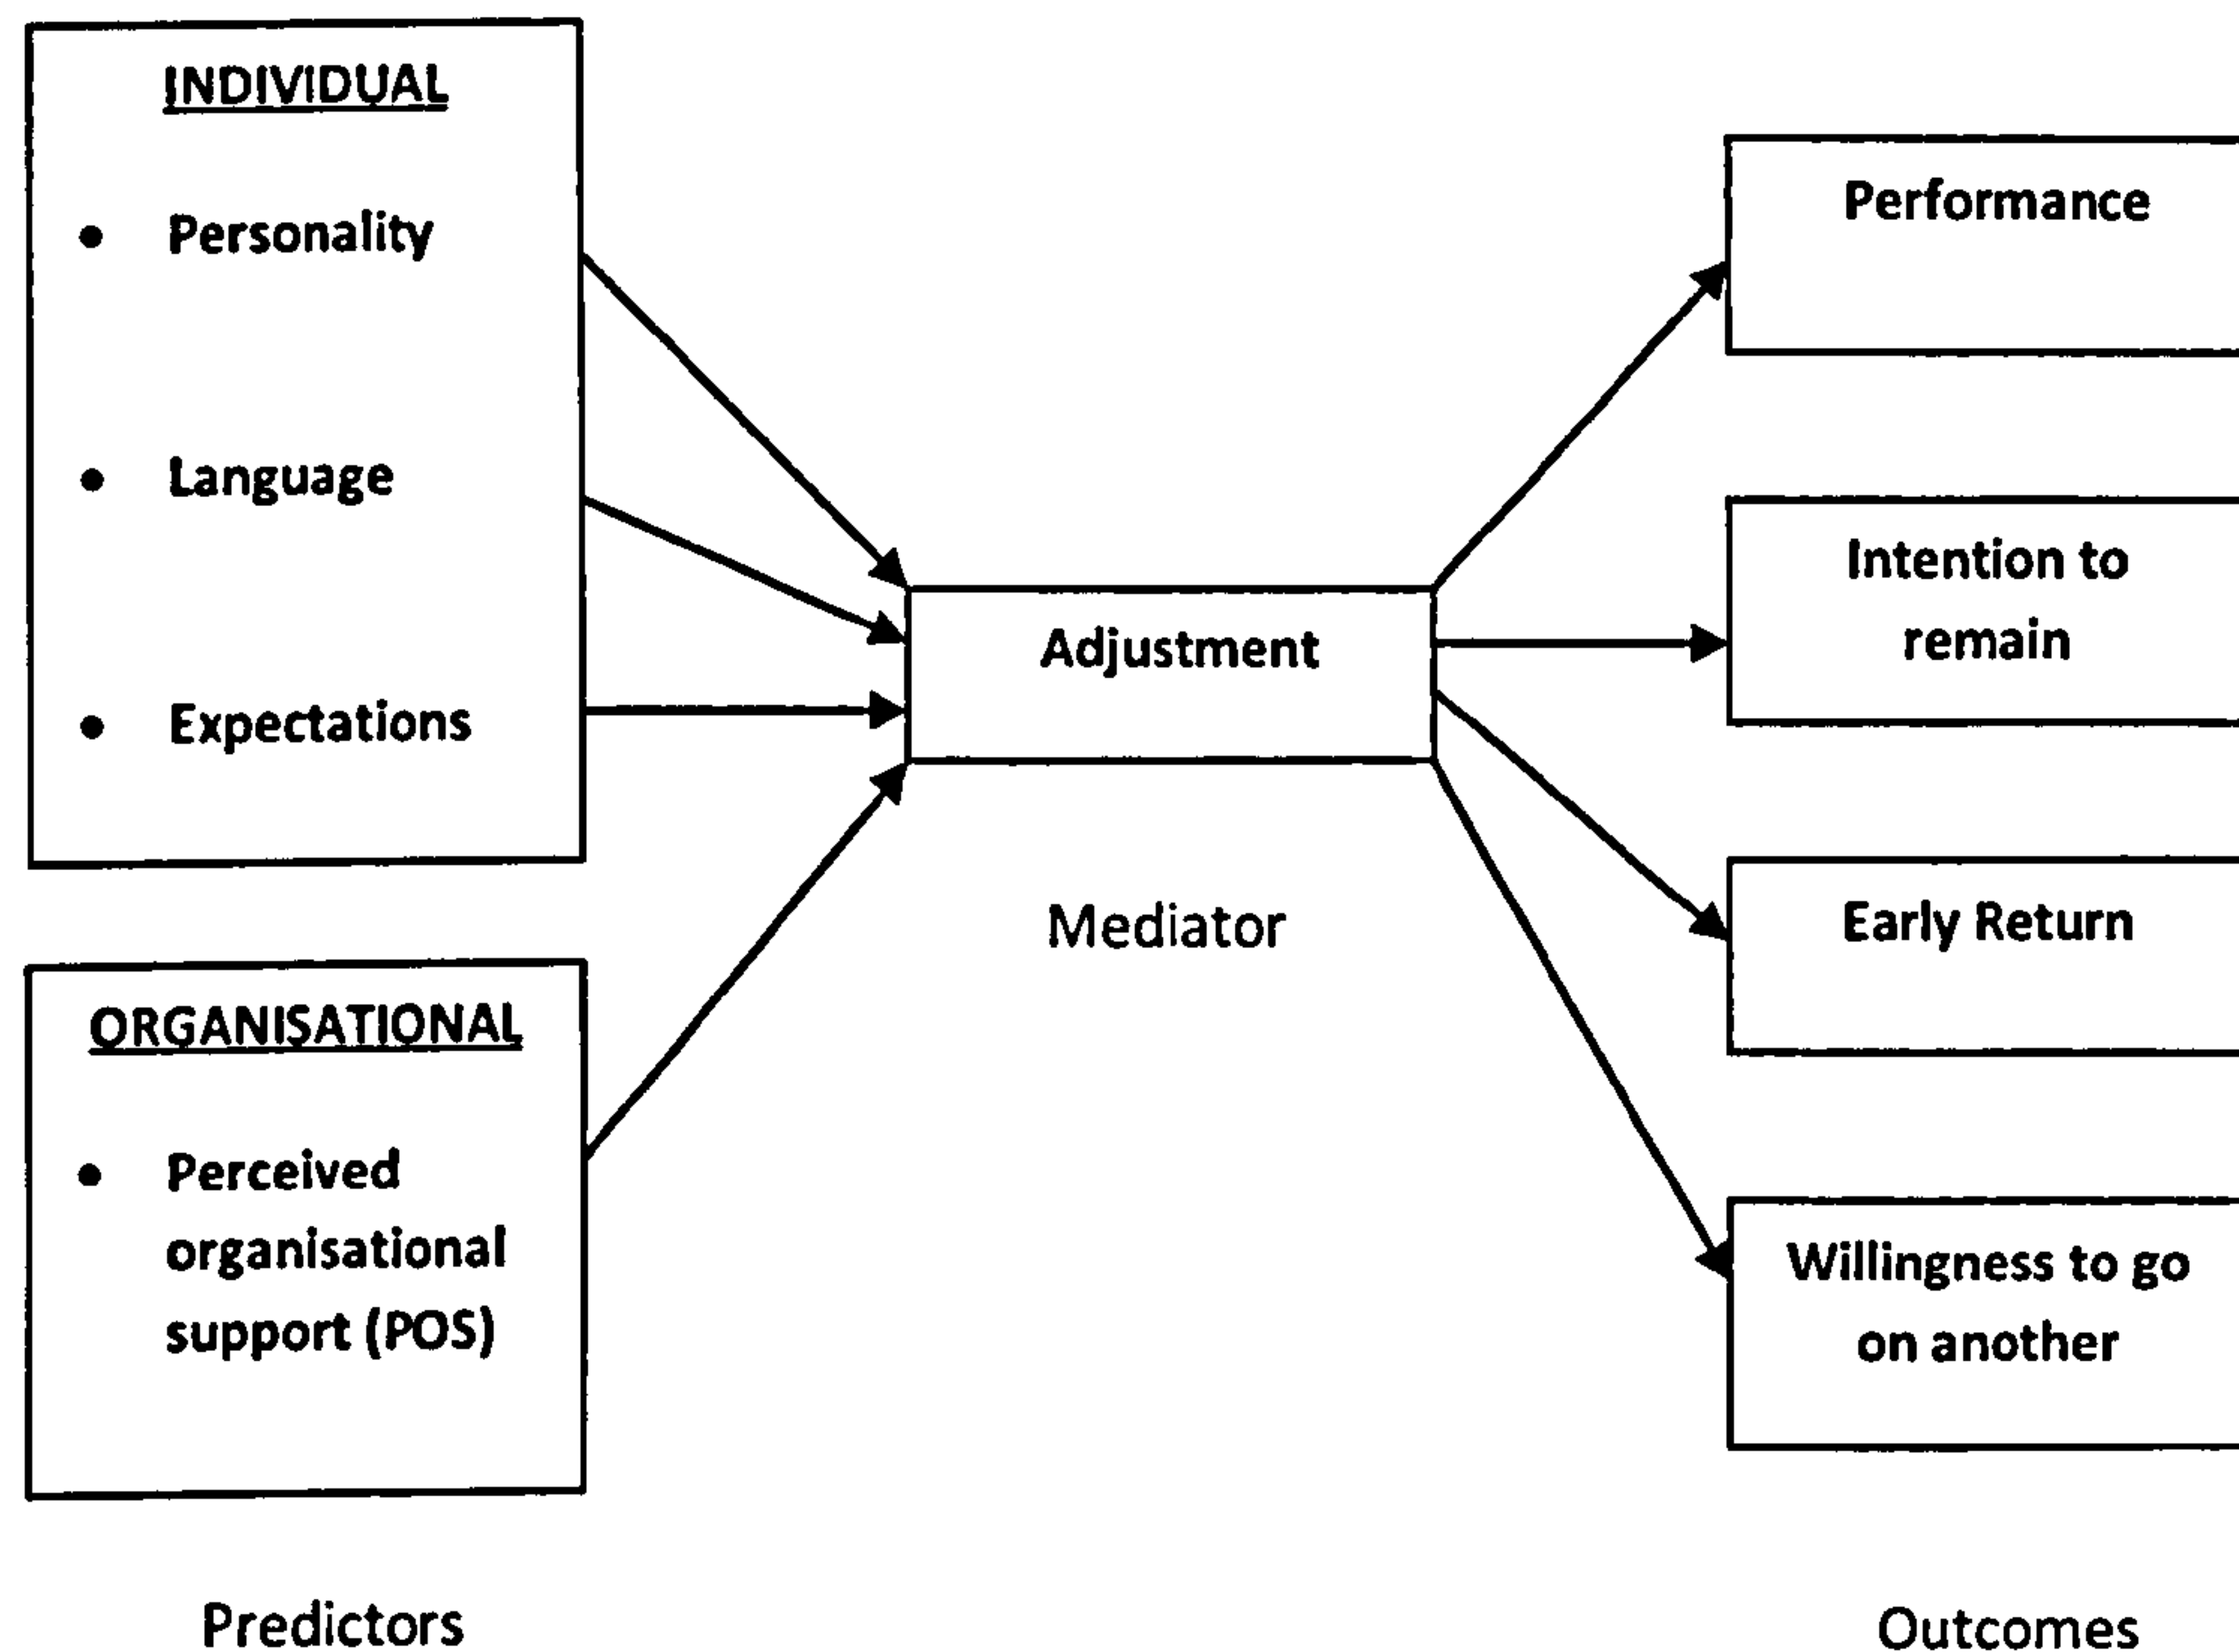 INDIVIDUAL
• Personality
• Language
• Expectations
ORGANISATIONAL
• Perceived
organisational
support (POS)
Predictors
Adjustment
Mediator
Performance
Intention to
remain
Early Return
Willingness to go
on another
Outcomes